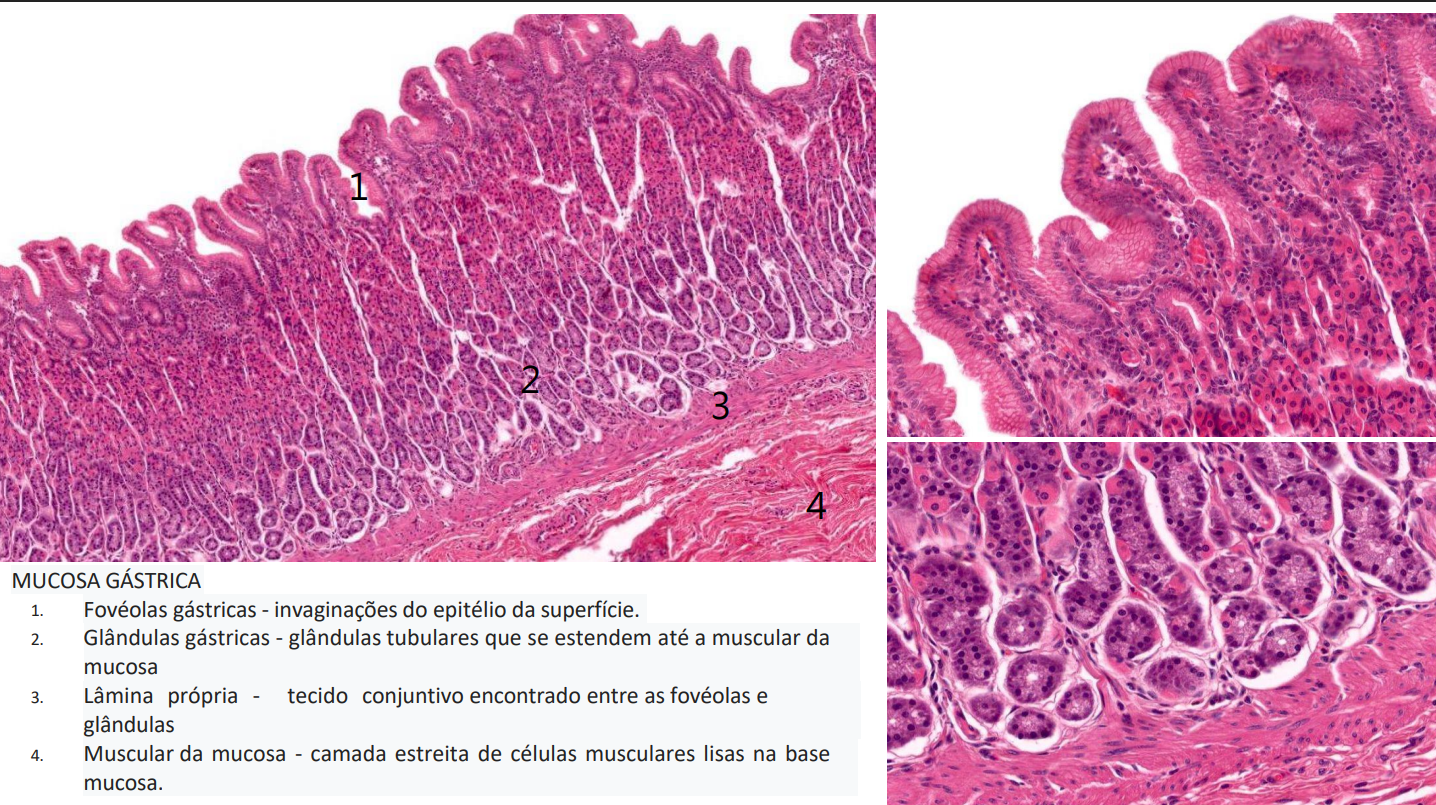 1
2
3
4
MUCOSA GÁSTRICA
1. Fovéolas gástricas - invaginações do epitélio da superfície.
2. Glândulas gástricas - glândulas tubulares que se estendem até a muscular da
mucosa
3. Lâmina própria - tecido conjuntivo encontrado entre as fovéolas e
glândulas
4. Muscular da mucosa - camada estreita de células musculares lisas na base
mucosa.